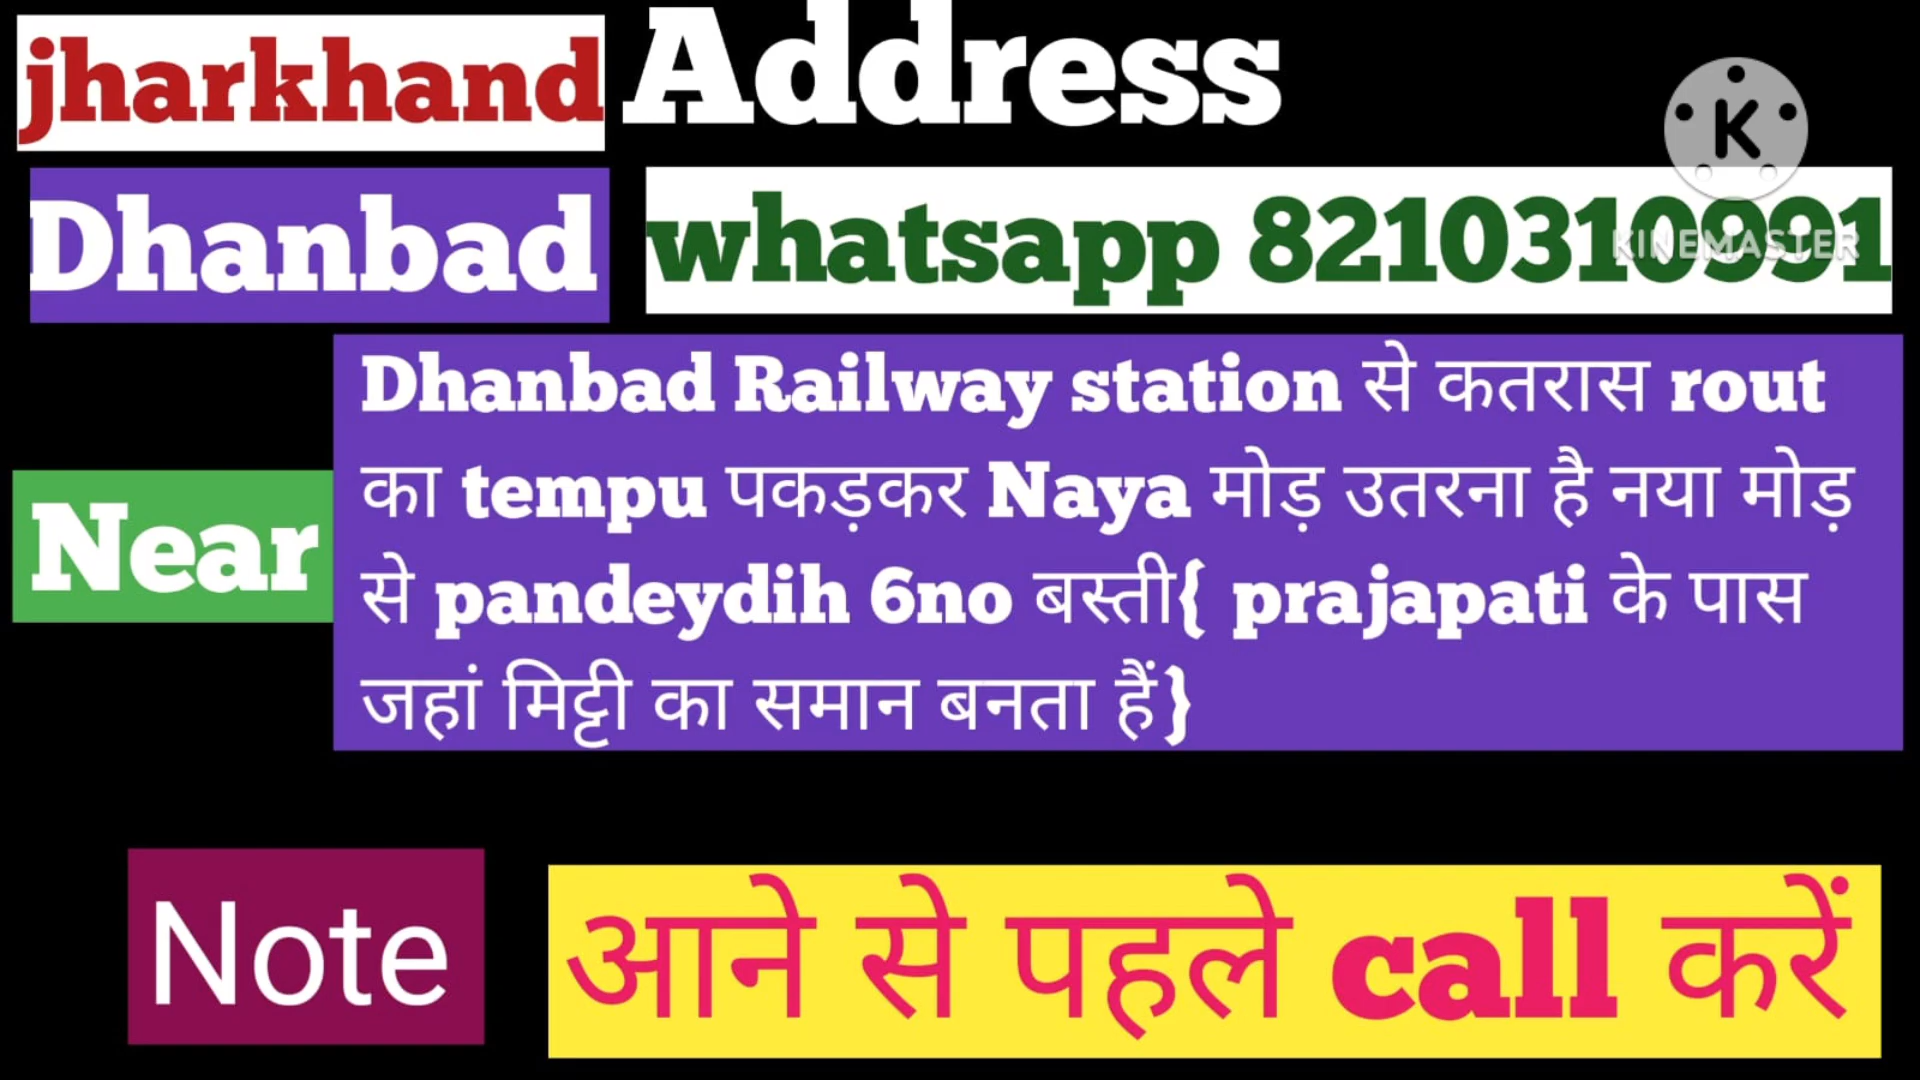 jharkhand Address
K
Dhanbad whatsapp 8210310991
KINEMASTER
Dhanbad Railway station से कतरास rout
का tempu पकड़कर Naya मोड़ उतरना है नया मोड़
Near
से pandeydih 6no बस्ती{ prajapati के पास
जहां मिट्टी का समान बनता हैं}
Note आने से पहले call करें